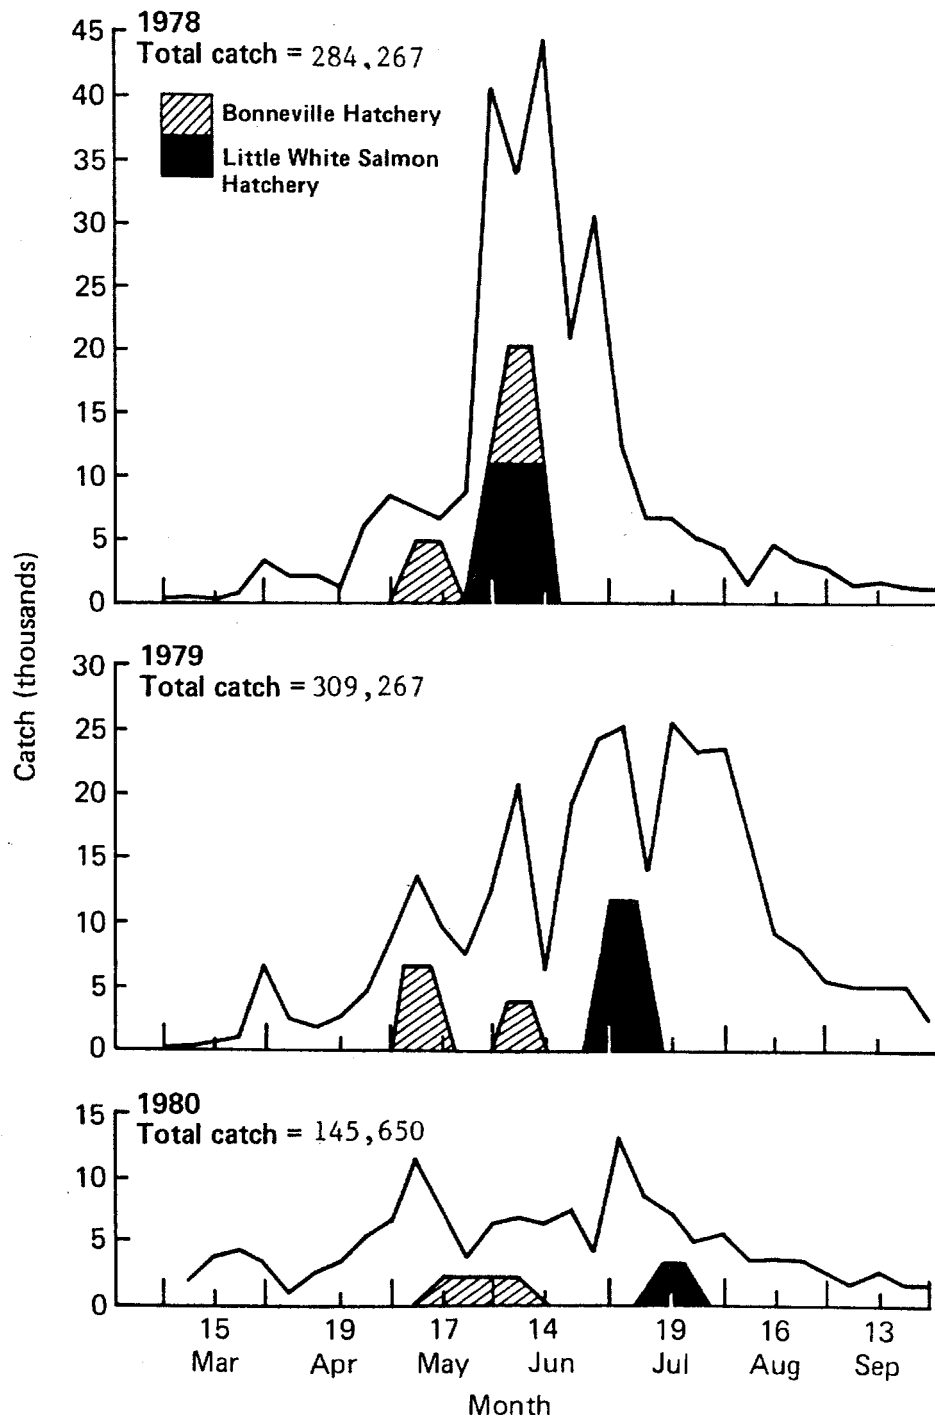 1978
Total catch = 284,267
Bonneville Hatchery
Little White Salmon
Hatchery
45
40
35
30
25
20
15
10
5
0
Catch (thousands)
1979
Total catch = 309,267
30
25
20
15
10
5
0
1980
Total catch = 145,650
15
10
5
0
15 19 17 14 19 16 13
Mar Apr May Jun Jul Aug Sep
Month